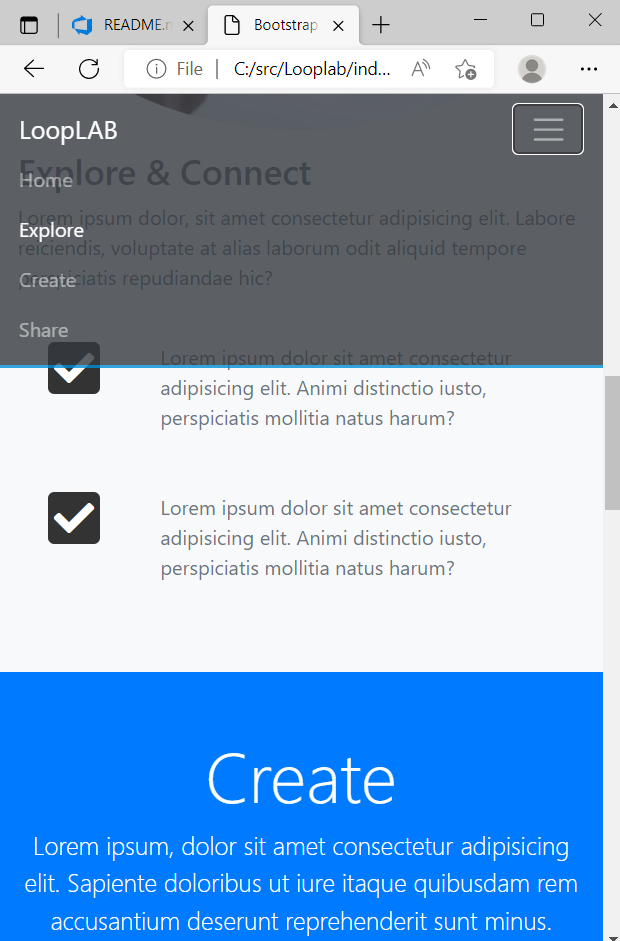 README.m
Bootstrap
File
C:/src/Looplab/ind...
LoopLAB
Explore & Connect
Home
Lorem ipsum dolor, sit amet consectetur adipisicing elit. Labore
Explore
reiciendis, voluptate at alias laborum odit aliquid tempore
Create
perspiciatis repudiandae hic?
Share
Lorem ipsum dolor sit amet consectetur
adipisicing elit. Animi distinctio iusto,
perspiciatis mollitia natus harum?
Lorem ipsum dolor sit amet consectetur
adipisicing elit. Animi distinctio iusto,
perspiciatis mollitia natus harum?
Create
Lorem ipsum, dolor sit amet consectetur adipisicing
elit. Sapiente doloribus ut iure itaque quibusdam rem
accusantium deserunt reprehenderit sunt minus.